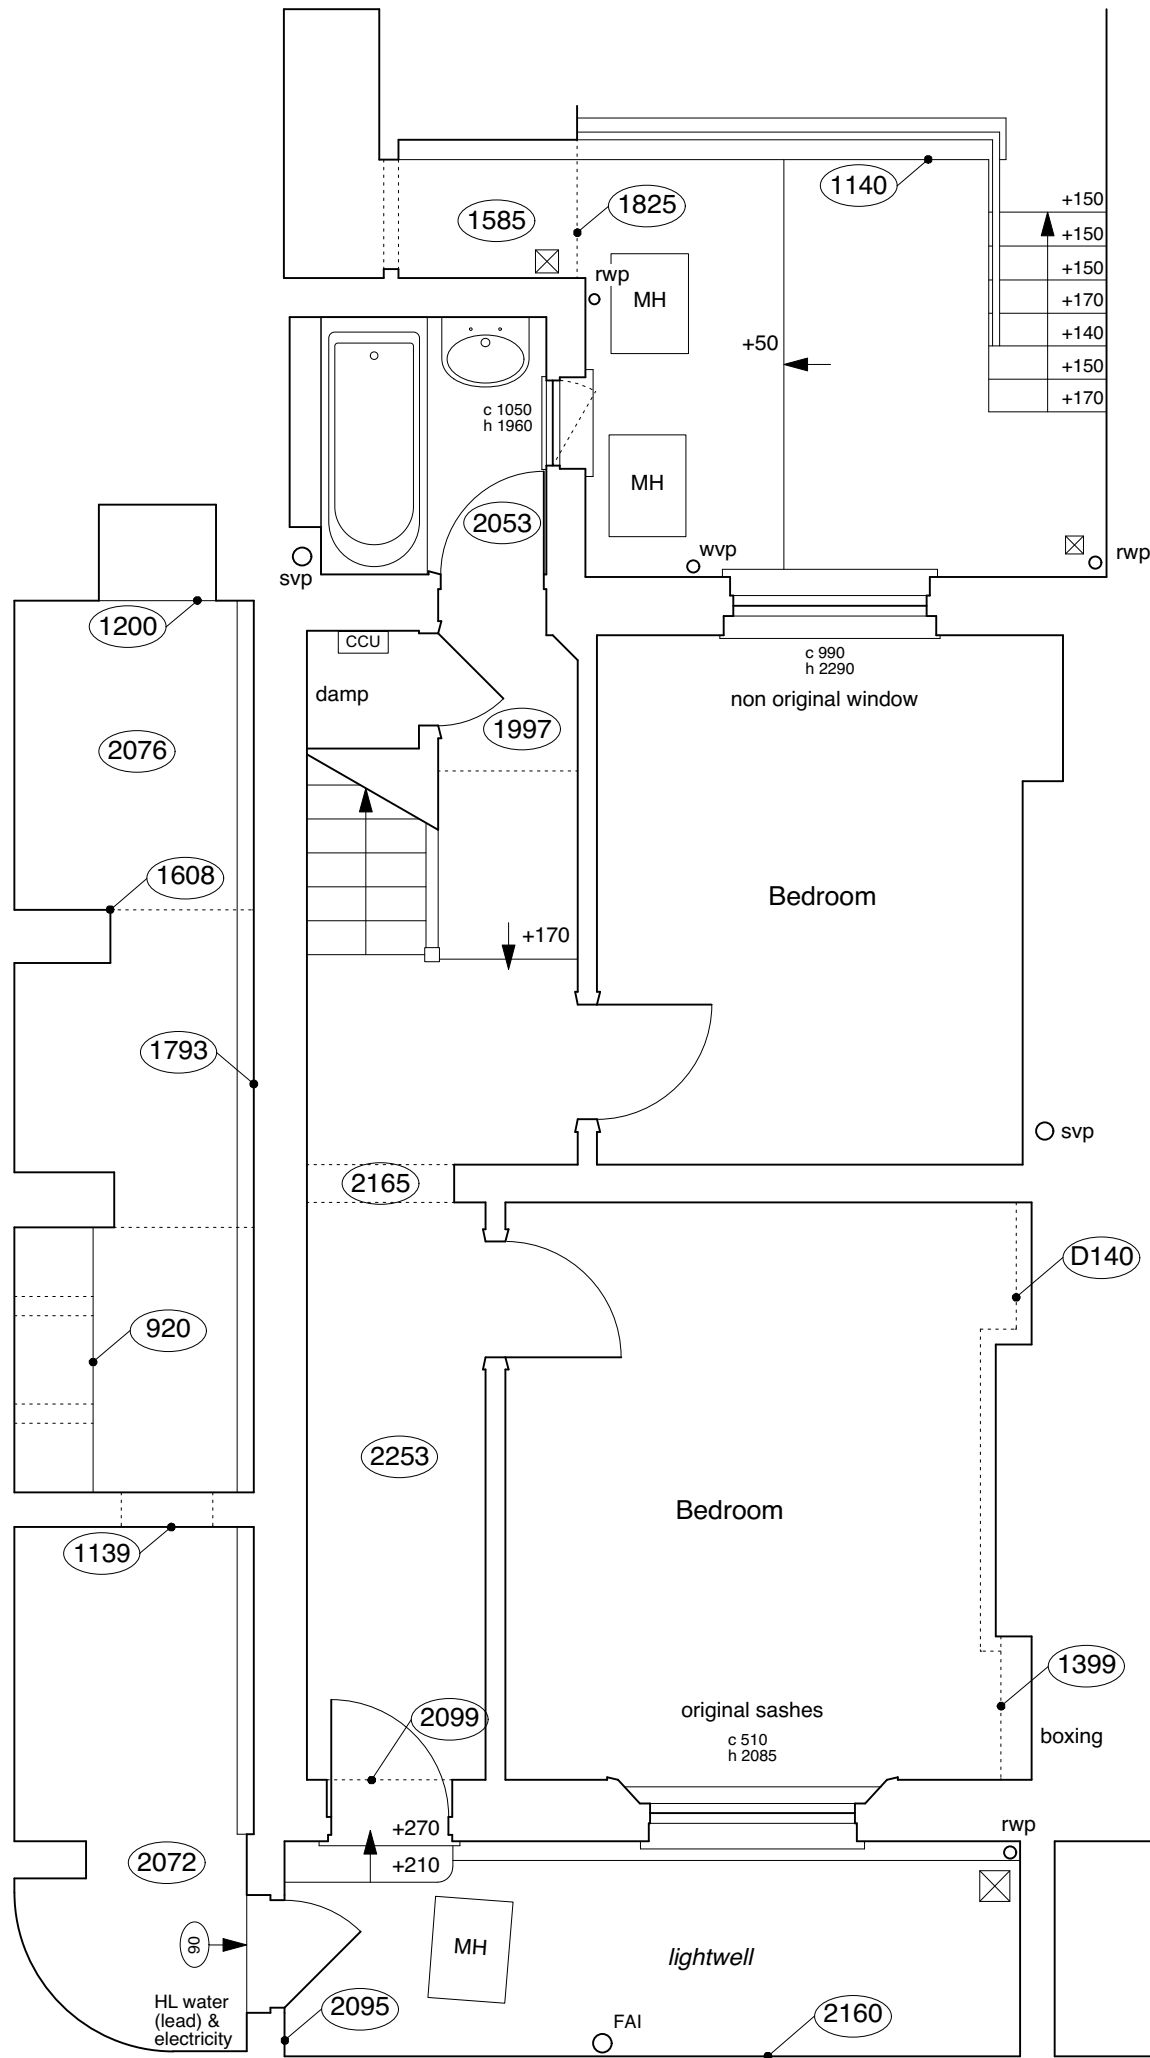 1140
+150
1585
1825
+150
+150
rwp
MH
+170
+140
+50
+150
+170
c 1050
h 1960
MH
2053
wvp
rwp
svp
1200
CCU
c 990
h 2290
damp
non original window
1997
2076
1608
Bedroom
+170
1793
svp
2165
D140
920
2253
Bedroom
1139
1399
original sashes
2099
boxing
c 510
h 2085
rwp
+270
+210
2072
90
MH
lightwell
HL water
(lead) &
electricity
2095
FAI
2160